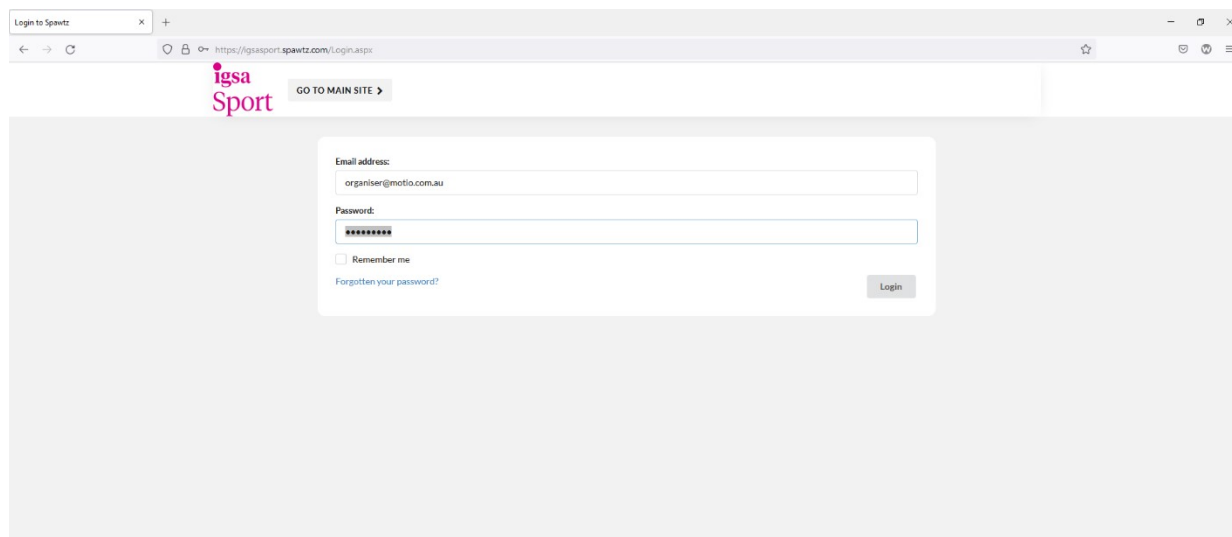 Login to Spawtz
https://igsasport.spawtz.com/Login.aspx
igsa
Sport
GO TO MAIN SITE
Email address:
organiser@motio.com.au
Password:
•••••••••
Remember me
Forgotten your password?
Login